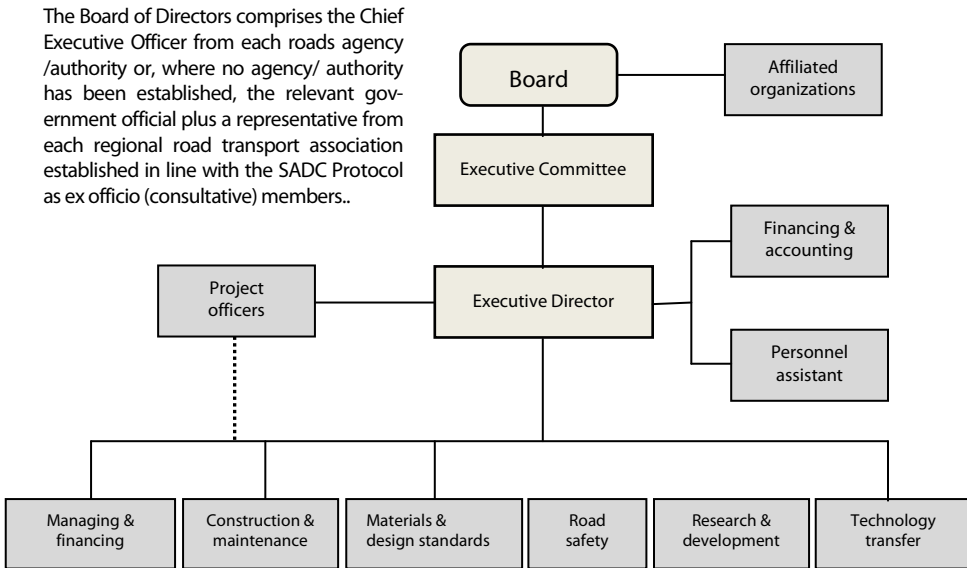 The Board of Directors comprises the Chief
Executive Officer from each roads agency
/authority or, where no agency/ authority
has been established, the relevant gov-
ernment official plus a representative from
each regional road transport association
established in line with the SADC Protocol
as ex officio (consultative) members..
Board
Affiliated
organizations
Executive Committee
Financing &
accounting
Project
officers
Executive Director
Personnel
assistant
Managing &
financing
Construction &
maintenance
Materials &
design standards
Road
safety
Research &
development
Technology
transfer